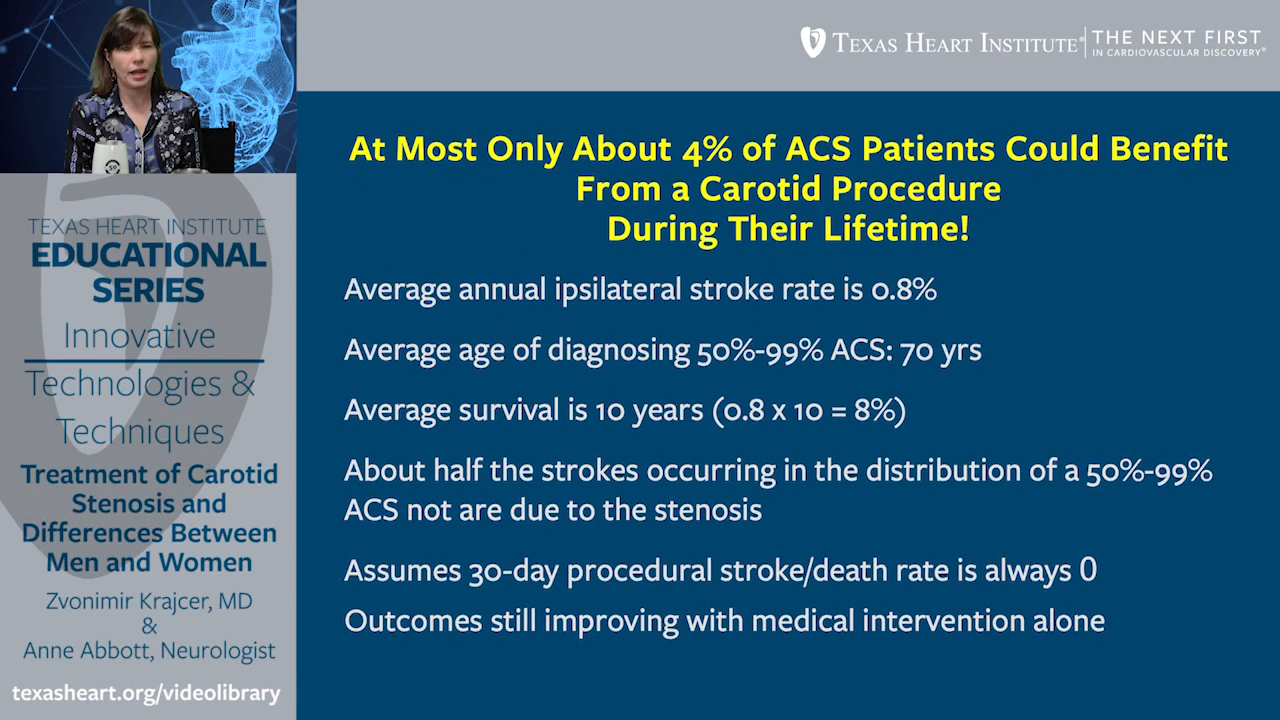 TEXAS HEART INSTITUTE®
THE NEXT FIRST
IN CARDIOVASCULAR DISCOVERY®
TEXAS HEART INSTITUTE
EDUCATIONAL
SERIES
Innovative
Technologies &
Techniques
Treatment of Carotid
Stenosis and
Differences Between
Men and Women
Zvonimir Krajcer, MD
&
Anne Abbott, Neurologist
texasheart.org/videolibrary
At Most Only About 4% of ACS Patients Could Benefit
From a Carotid Procedure
During Their Lifetime!
Average annual ipsilateral stroke rate is 0.8%
Average age of diagnosing 50%-99% ACS: 70 yrs
Average survival is 10 years (0.8 x 10 = 8%)
About half the strokes occurring in the distribution of a 50%-99%
ACS not are due to the stenosis
Assumes 30-day procedural stroke/death rate is always 0
Outcomes still improving with medical intervention alone